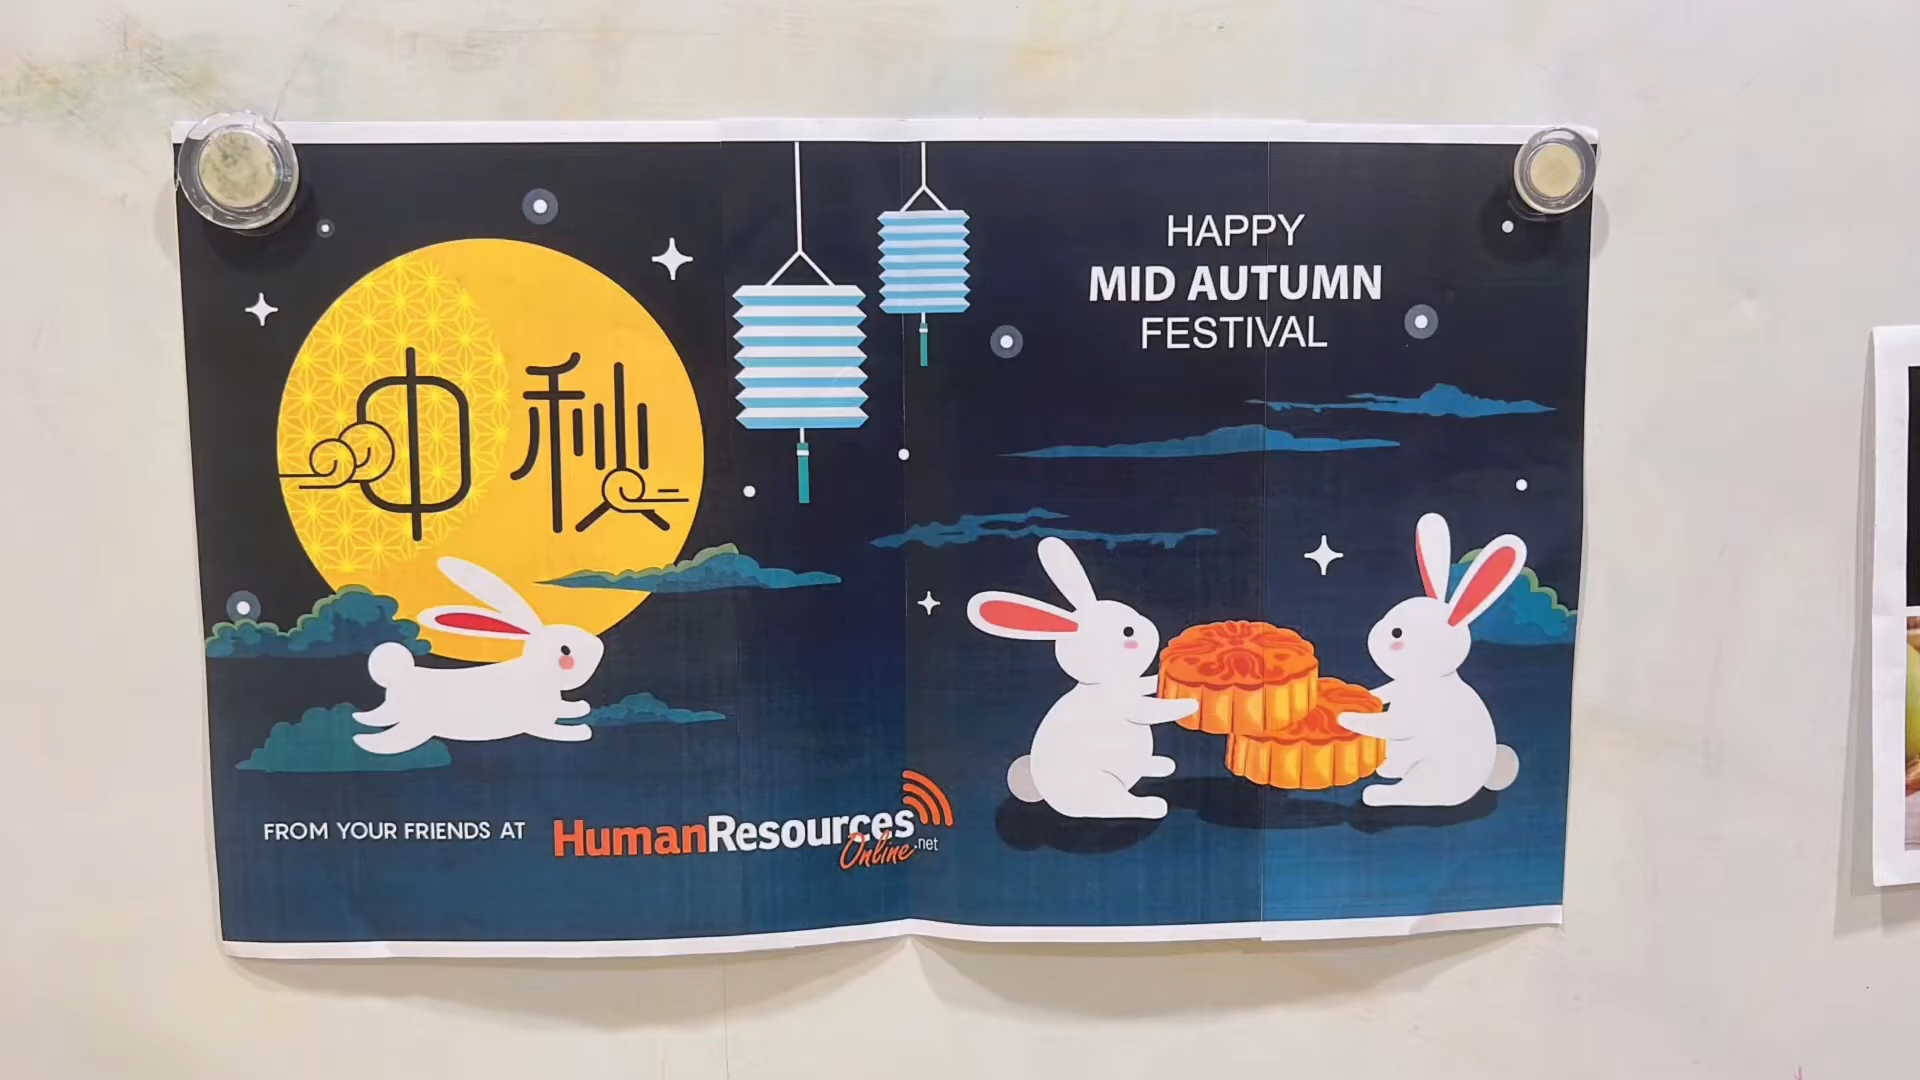 中秋
HAPPY
MID AUTUMN
FESTIVAL
FROM YOUR FRIENDS AT HumanResources
Online.net